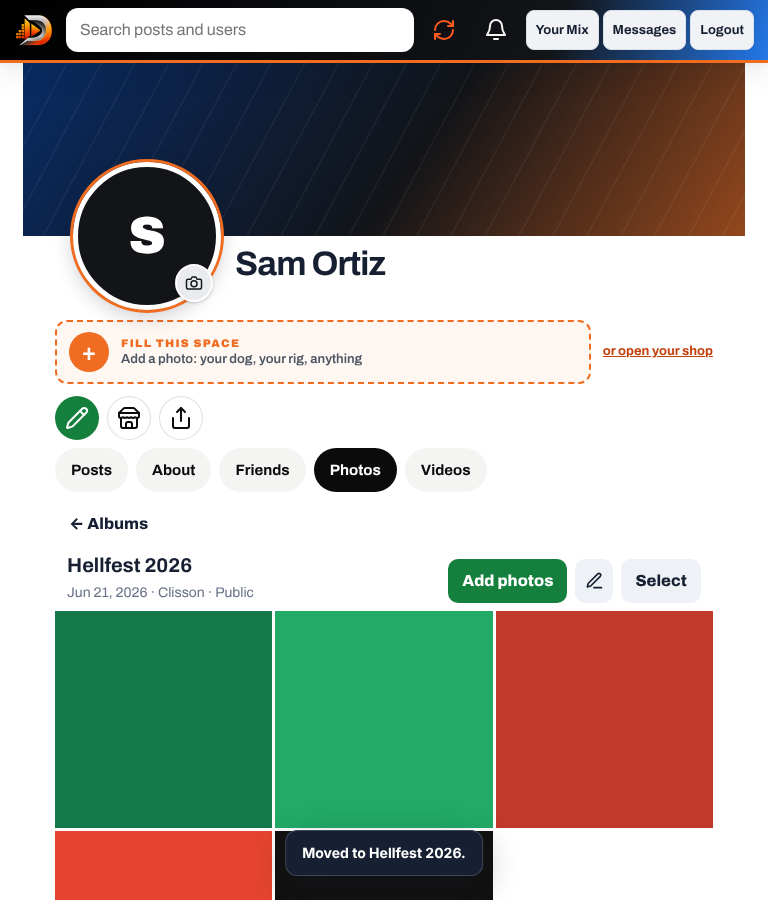 Search posts and users
Your Mix
Messages
Logout
S
Sam Ortiz
+
FILL THIS SPACE
Add a photo: your dog, your rig, anything
or open your shop
Posts
About
Friends
Photos
Videos
← Albums
Hellfest 2026
Jun 21, 2026 · Clisson · Public
Add photos
Select
Moved to Hellfest 2026.